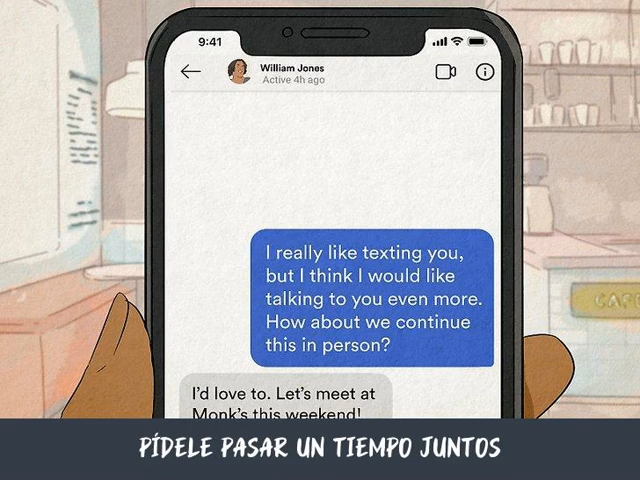 9:41
William Jones
Active 4h ago
I really like texting you,
but I think I would like
talking to you even more.
How about we continue
this in person?
I'd love to. Let's meet at
Monk's this weekend!
PÍDELE PASAR UN TIEMPO JUNTOS